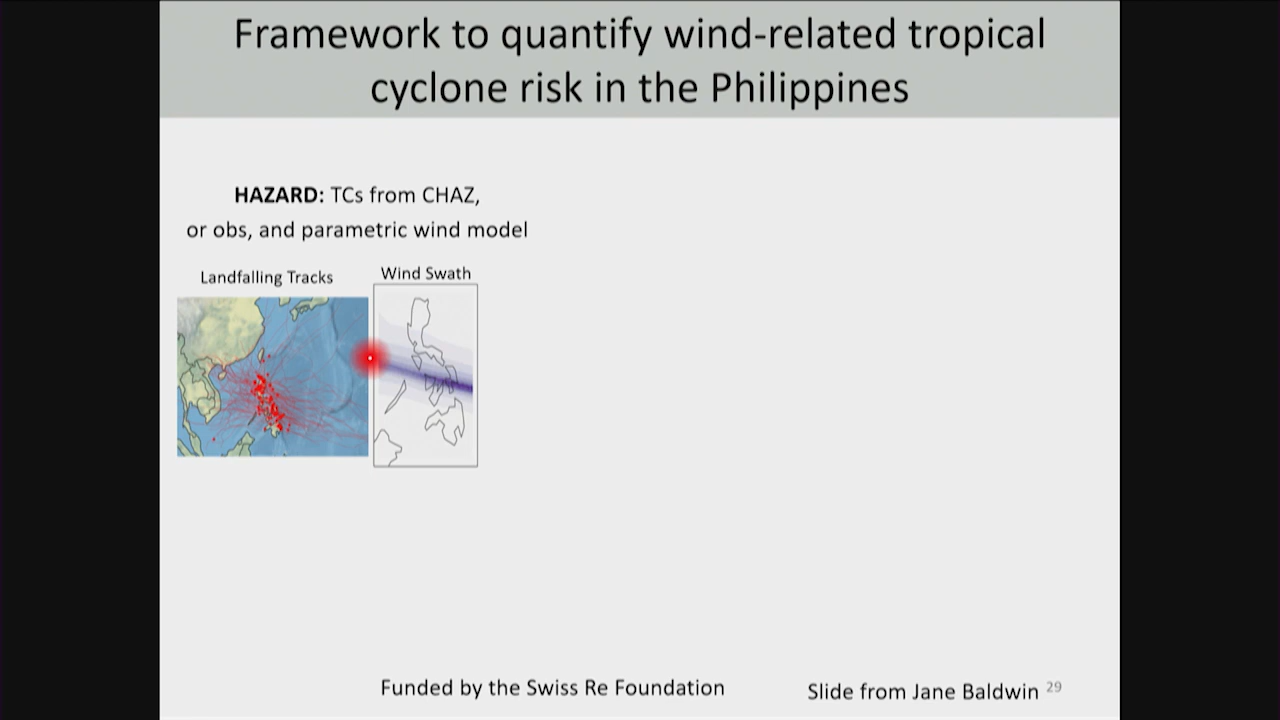 Framework to quantify wind-related tropical
cyclone risk in the Philippines
HAZARD: TCs from CHAZ,
or obs, and parametric wind model
Landfalling Tracks
Wind Swath
Funded by the Swiss Re Foundation
Slide from Jane Baldwin 29